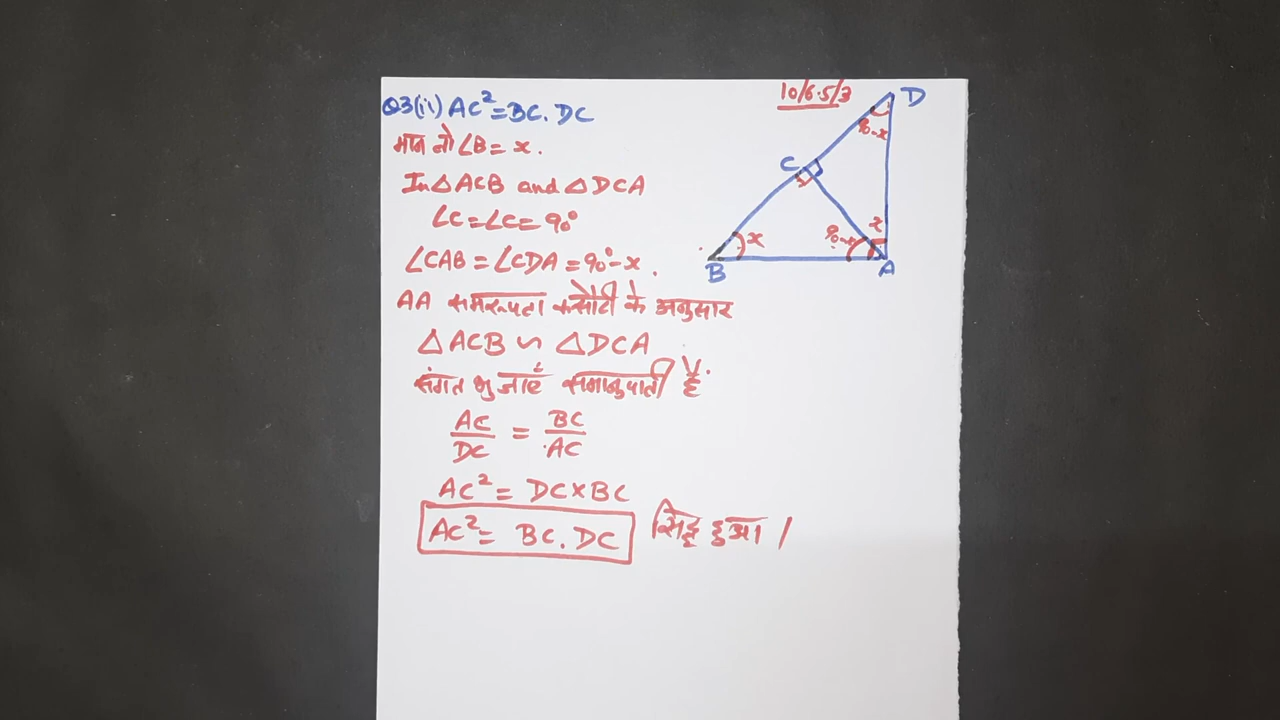 10/6.5/3
Q3(ii) AC² = BC. DC
मान लो ∠B = x.
In △ ACB and △ DCA
∠C = ∠C = 90°
∠CAB = ∠CDA = 90°-x.
AA समरूपता कसौटी के अनुसार
△ ACB ∽ △DCA
संगत भुजाएँ समानुपाती हैं.
AC/DC = BC/AC
AC² = DC×BC
AC² = BC. DC सिद्ध हुआ।
D
90-x
C
x
90-x
x
B
A